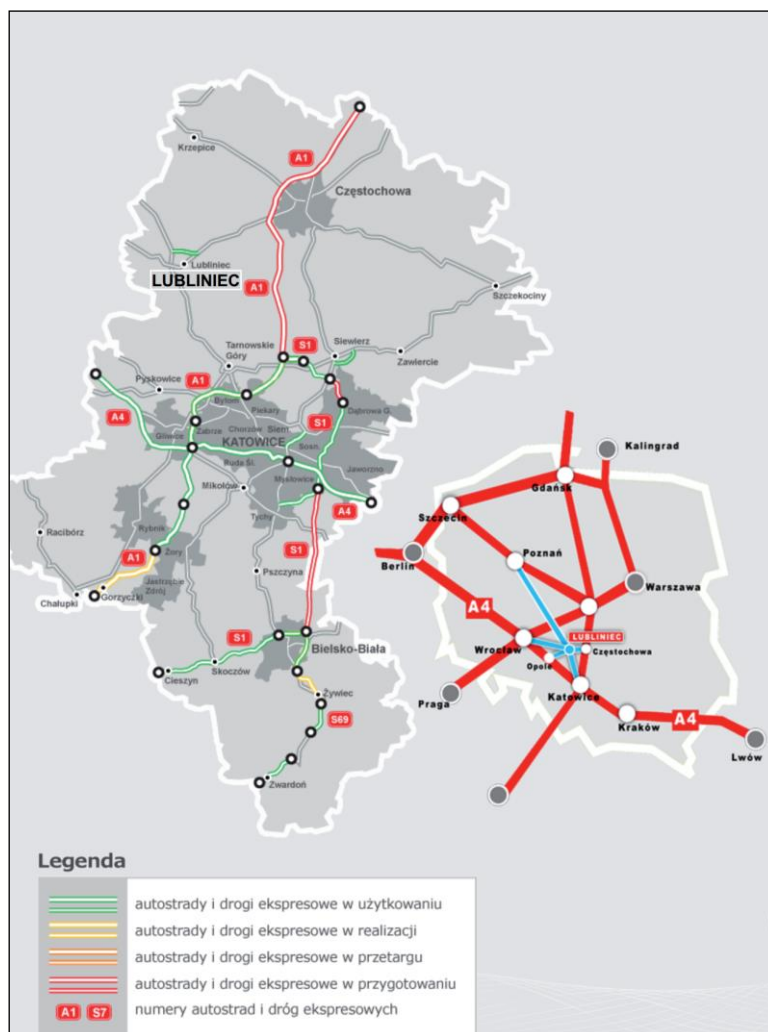 Krzepice
A1
Częstochowa
Lubliniec
LUBLINIEC
A1
Szczekociny
Tarnowskie
Góry
S1
Siewierz
Zawiercie
Pyskowice
A1
Bytom
Piekary
Dąbrowa G.
A4
Zabrze
Chorzów
Siem.
S1
Gliwice
KATOWICE
Sosn.
Ruda Śl.
Jaworzno
Mikołów
Mysłowice
A4
Tychy
Racibórz
Rybnik
A1
Żory
S1
Pszczyna
Jastrzębie
Zdrój
Chałupki
Gorzyczki
S1
Bielsko-Biała
Cieszyn
Skoczów
Żywiec
S69
Zwardoń
Kalingrad
Gdańsk
Szczecin
Poznań
Berlin
Warszawa
A4
Wrocław
LUBLINIEC
Częstochowa
Opole
Praga
Katowice
Kraków
A4
Lwów
Legenda
autostrady i drogi ekspresowe w użytkowaniu
autostrady i drogi ekspresowe w realizacji
autostrady i drogi ekspresowe w przetargu
autostrady i drogi ekspresowe w przygotowaniu
A1 S7 numery autostrad i dróg ekspresowych